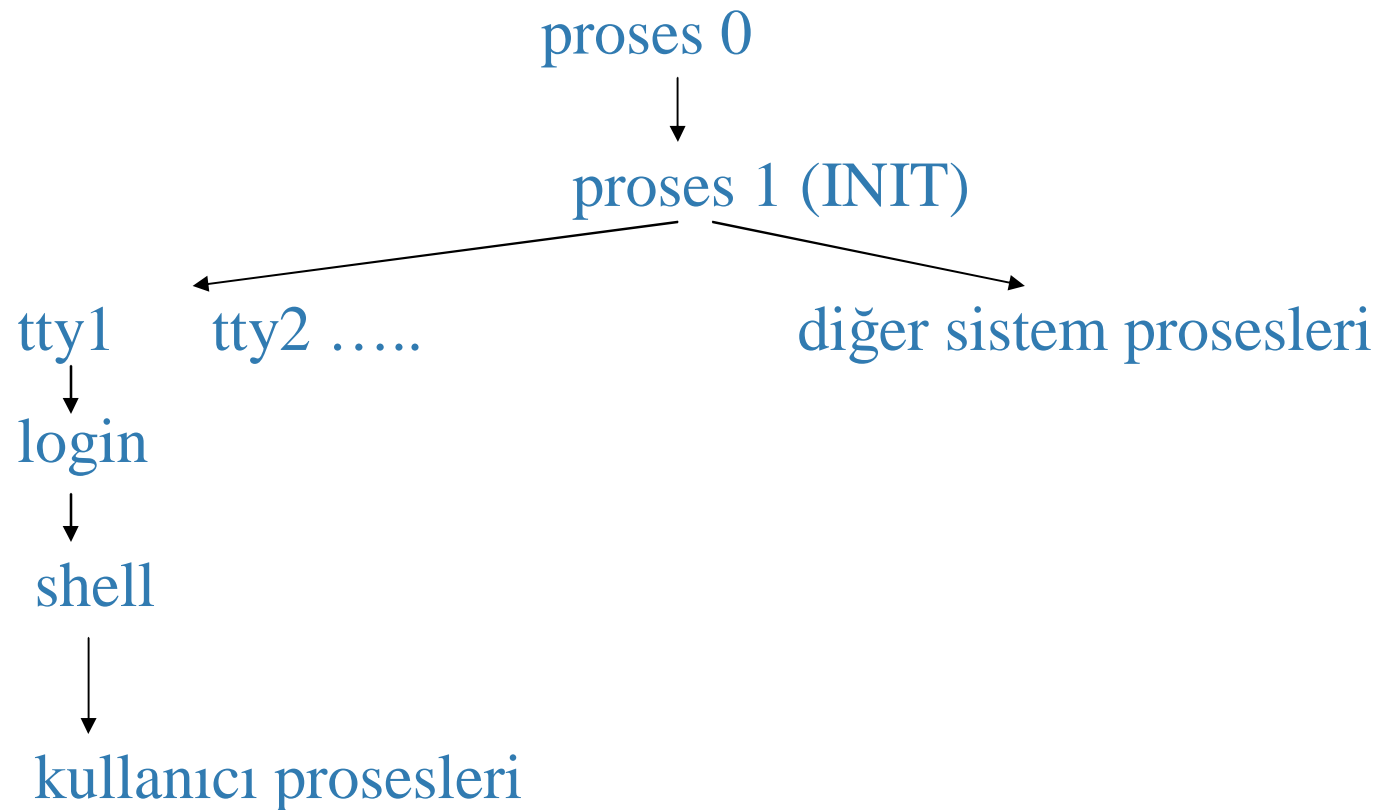 proses 0
proses 1 (INIT)
tty1 tty2 ..... diğer sistem prosesleri
login
shell
kullanıcı prosesleri